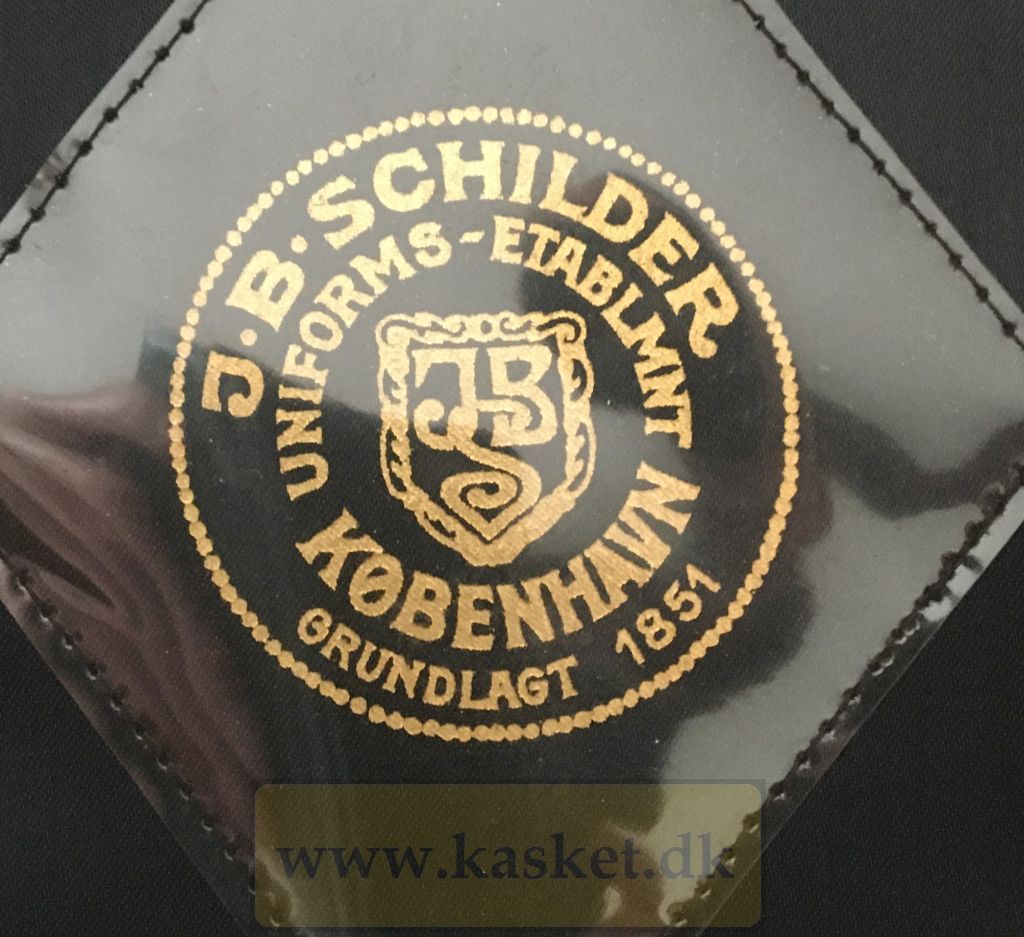 J.B.SCHILDER
UNIFORMS-ETABLMNT
JBS
KØBENHAVN
GRUNDLAGT 1851
www.kasket.dk